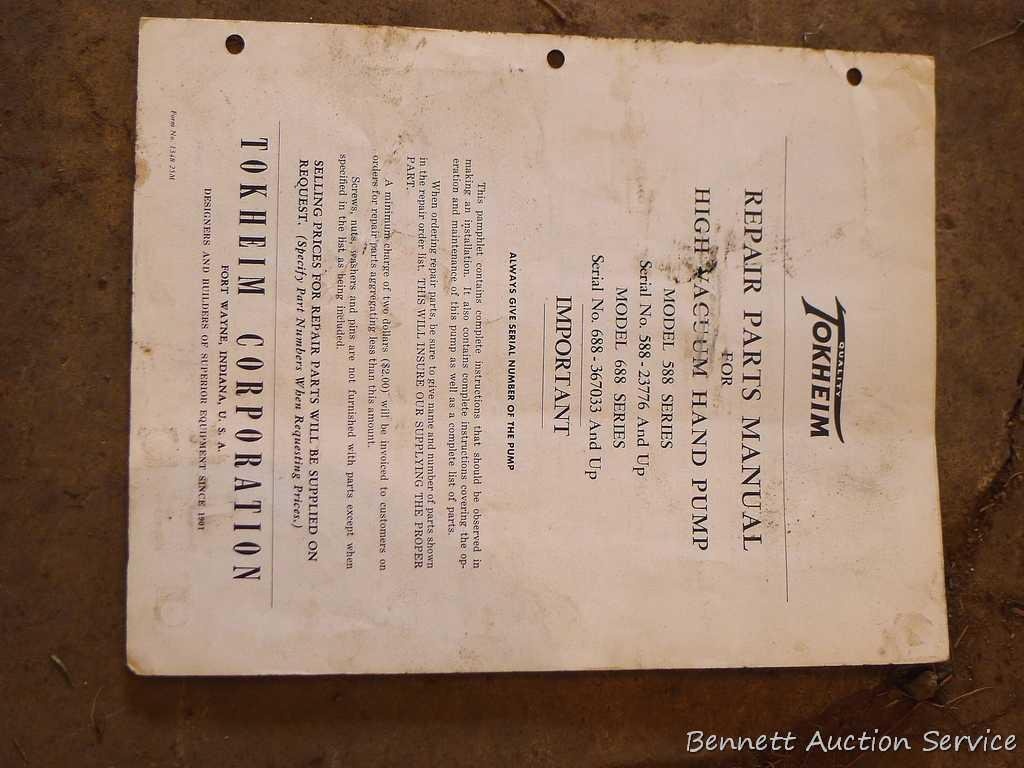 QUALITY
TOKHEIM
REPAIR PARTS MANUAL
FOR
HIGH VACUUM HAND PUMP
MODEL 588 SERIES
Serial No. 588-23776 And Up
MODEL 688 SERIES
Serial No. 688-367033 And Up
IMPORTANT
ALWAYS GIVE SERIAL NUMBER OF THE PUMP
This pamphlet contains complete instructions that should be observed in
making an installation. It also contains complete instructions covering the op-
eration and maintenance of this pump as well as a complete list of parts.
When ordering repair parts, be sure to give name and number of parts shown
in the repair order list. THIS WILL INSURE OUR SUPPLYING THE PROPER
PART.
A minimum charge of two dollars ($2.00) will be invoiced to customers on
orders for repair parts aggregating less than this amount.
Screws, nuts, washers and pins are not furnished with parts except when
specified in the list as being included.
SELLING PRICES FOR REPAIR PARTS WILL BE SUPPLIED ON
REQUEST. (Specify Part Numbers When Requesting Prices.)
TOKHEIM CORPORATION
FORT WAYNE, INDIANA, U. S. A.
DESIGNERS AND BUILDERS OF SUPERIOR EQUIPMENT SINCE 1901
Form No. 1348 25M
Bennett Auction Service